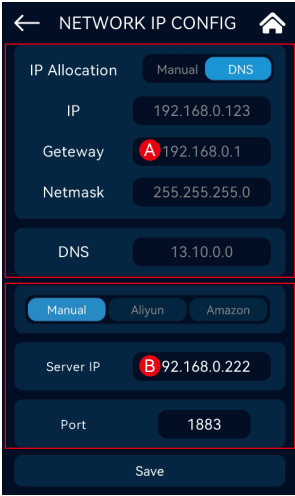 NETWORK IP CONFIG
IP Allocation Manual DNS
IP 192.168.0.123
Geteway A 192.168.0.1
Netmask 255.255.255.0
DNS 13.10.0.0
Manual Aliyun Amazon
Server IP B 92.168.0.222
Port 1883
Save